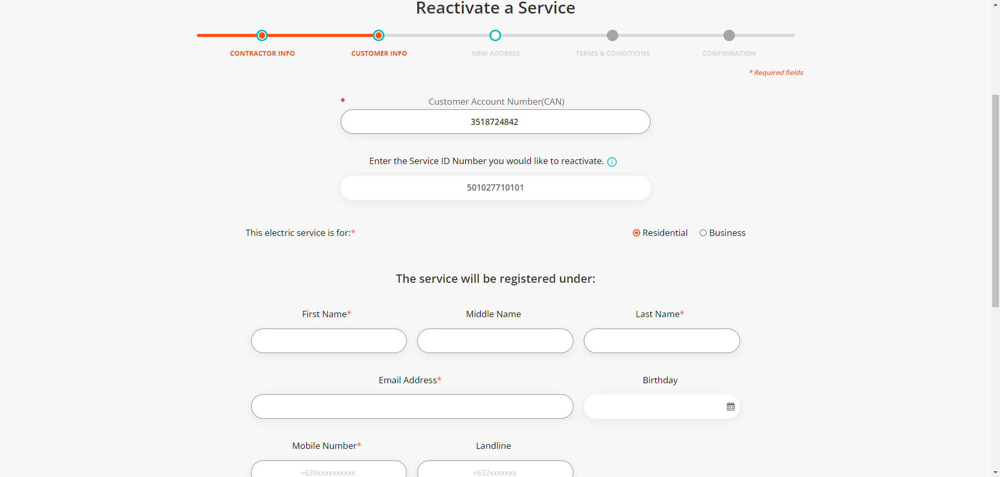 Reactivate a Service
CONTRACTOR INFO
CUSTOMER INFO
NEW ADDRESS
TERMS & CONDITIONS
CONFIRMATION
* Required fields
* Customer Account Number(CAN)
3518724842
Enter the Service ID Number you would like to reactivate.
501027710101
This electric service is for:*
Residential
Business
The service will be registered under:
First Name*
Middle Name
Last Name*
Email Address*
Birthday
Mobile Number*
Landline
+639xxxxxxxxxx
+632xxxxxxx